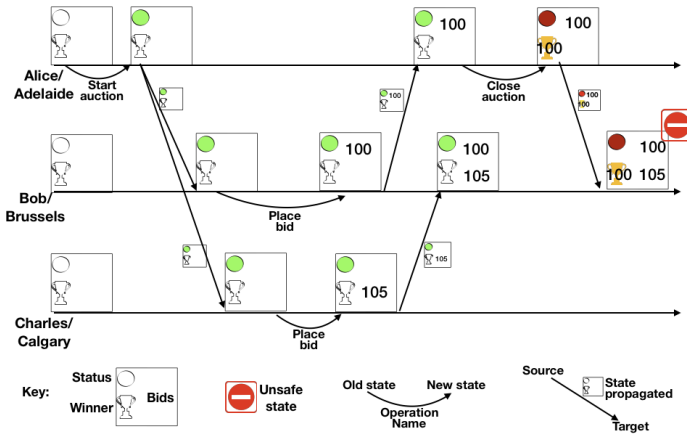 100
100
100
Alice/
Adelaide
Start
auction
Close
auction
100
100
100
100
100
100
105
100
100 105
Bob/
Brussels
Place
bid
105
105
Charles/
Calgary
Place
bid
Key:
Status
Winner
Bids
Unsafe
state
Old state
New state
Operation
Name
Source
State
propagated
Target